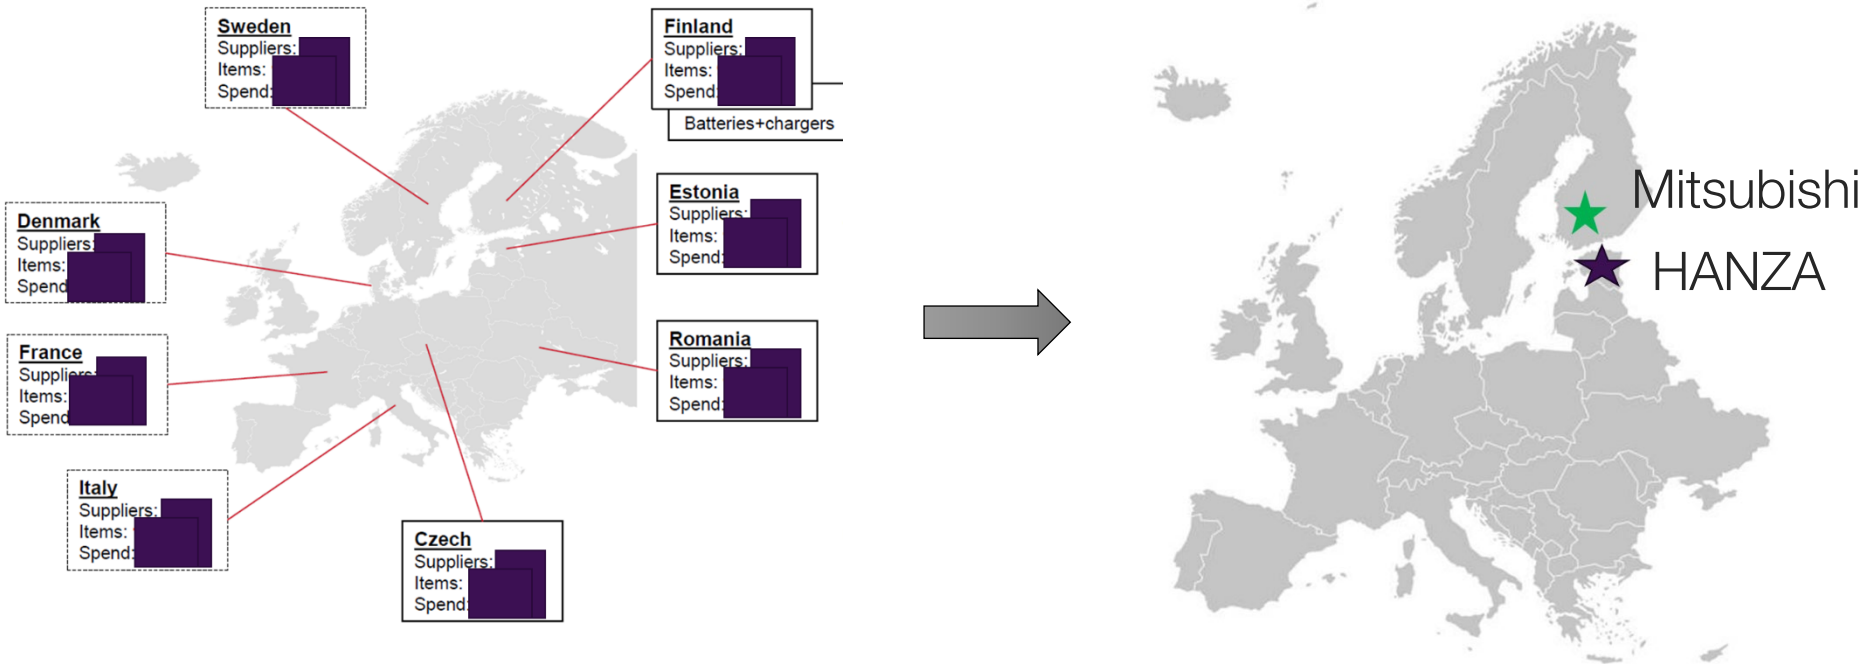 Sweden
Suppliers:
Items:
Spend:
Finland
Suppliers:
Items:
Spend:
Batteries+chargers
Estonia
Suppliers:
Items:
Spend:
Denmark
Suppliers:
Items:
Spend
France
Suppliers:
Items:
Spend
Romania
Suppliers:
Items:
Spend:
Italy
Suppliers:
Items:
Spend:
Czech
Suppliers:
Items:
Spend:
Mitsubishi
HANZA